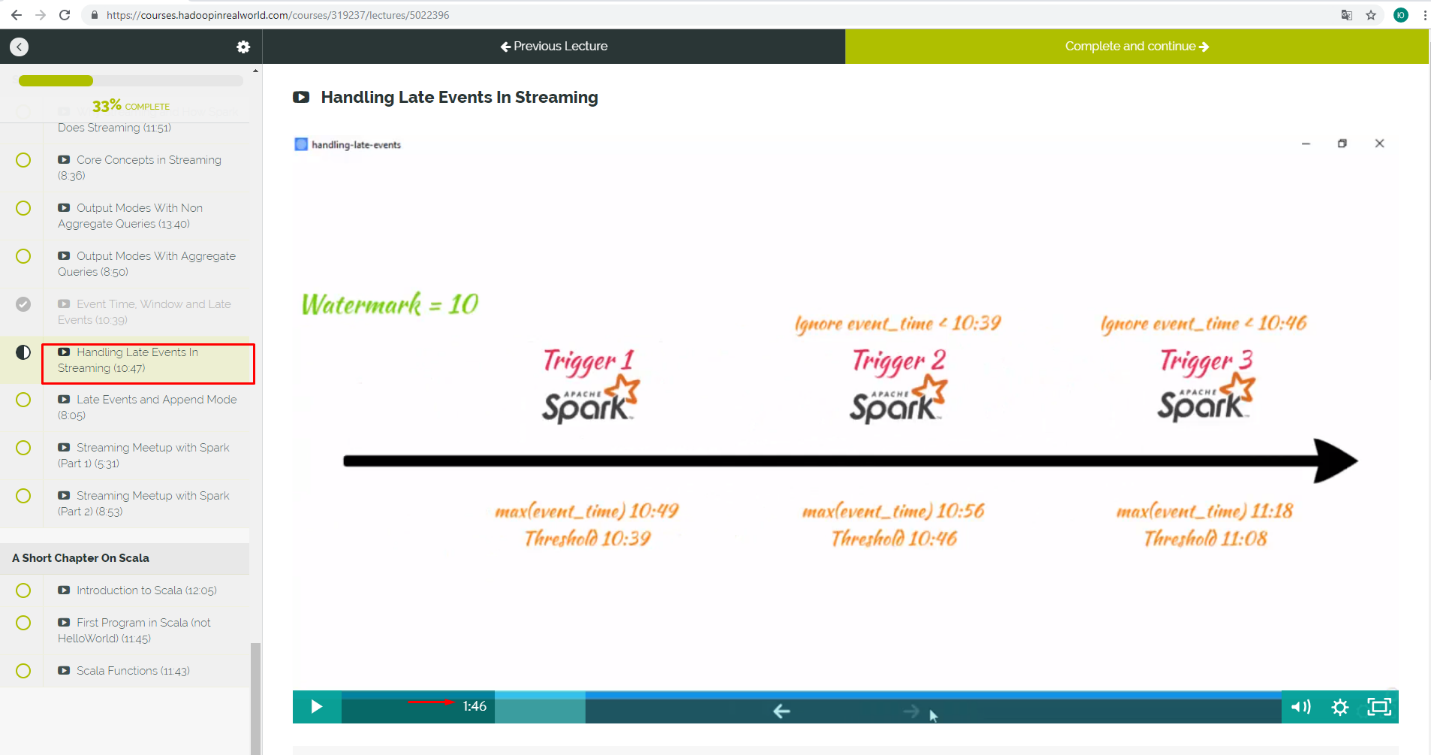 https://courses.hadoopinrealworld.com/courses/319237/lectures/5022396
Previous Lecture
Complete and continue
33% COMPLETE
Does Streaming (11:51)
Core Concepts in Streaming
(8:36)
Output Modes With Non
Aggregate Queries (13:40)
Output Modes With Aggregate
Queries (8:50)
Event Time, Window and Late
Events (10:39)
Handling Late Events In
Streaming (10:47)
Late Events and Append Mode
(8:05)
Streaming Meetup with Spark
(Part 1) (5:31)
Streaming Meetup with Spark
(Part 2) (8:53)
A Short Chapter On Scala
Introduction to Scala (12:05)
First Program in Scala (not
HelloWorld) (11:45)
Scala Functions (11:43)
Handling Late Events In Streaming
handling-late-events
Watermark = 10
Ignore event_time < 10:39
Ignore event_time < 10:46
Trigger 1
Trigger 2
Trigger 3
APACHE
Spark
APACHE
Spark
APACHE
Spark
max(event_time) 10:49
Threshold 10:39
max(event_time) 10:56
Threshold 10:46
max(event_time) 11:18
Threshold 11:08
1:46